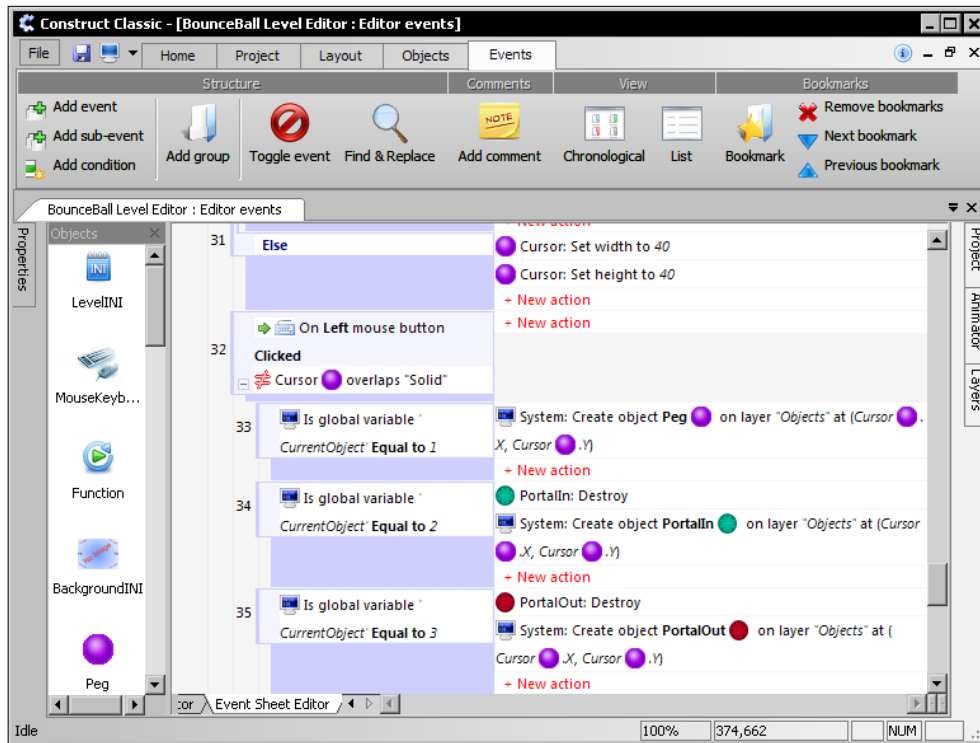 Construct Classic - [BounceBall Level Editor : Editor events]
File
Home
Project
Layout
Objects
Events
Structure
Comments
View
Bookmarks
Add event
Add sub-event
Add condition
Add group
Toggle event
Find & Replace
NOTE
Add comment
Chronological
List
Bookmark
Remove bookmarks
Next bookmark
Previous bookmark
BounceBall Level Editor : Editor events
Properties
Objects
INI
LevelINI
MouseKeyb...
Function
No Image
BackgroundINI
Peg
+ New action
31
Else
Cursor: Set width to 40
Cursor: Set height to 40
+ New action
32
On Left mouse button
Clicked
Cursor overlaps "Solid"
+ New action
33
Is global variable '
CurrentObject' Equal to 1
System: Create object Peg on layer "Objects" at (Cursor .
X, Cursor .Y)
+ New action
34
Is global variable '
CurrentObject' Equal to 2
PortalIn: Destroy
System: Create object PortalIn on layer "Objects" at (Cursor
.X, Cursor .Y)
+ New action
35
Is global variable '
CurrentObject' Equal to 3
PortalOut: Destroy
System: Create object PortalOut on layer "Objects" at (
Cursor .X, Cursor .Y)
+ New action
Project
Animator
Layers
:or
Event Sheet Editor
Idle
100%
374,662
NUM